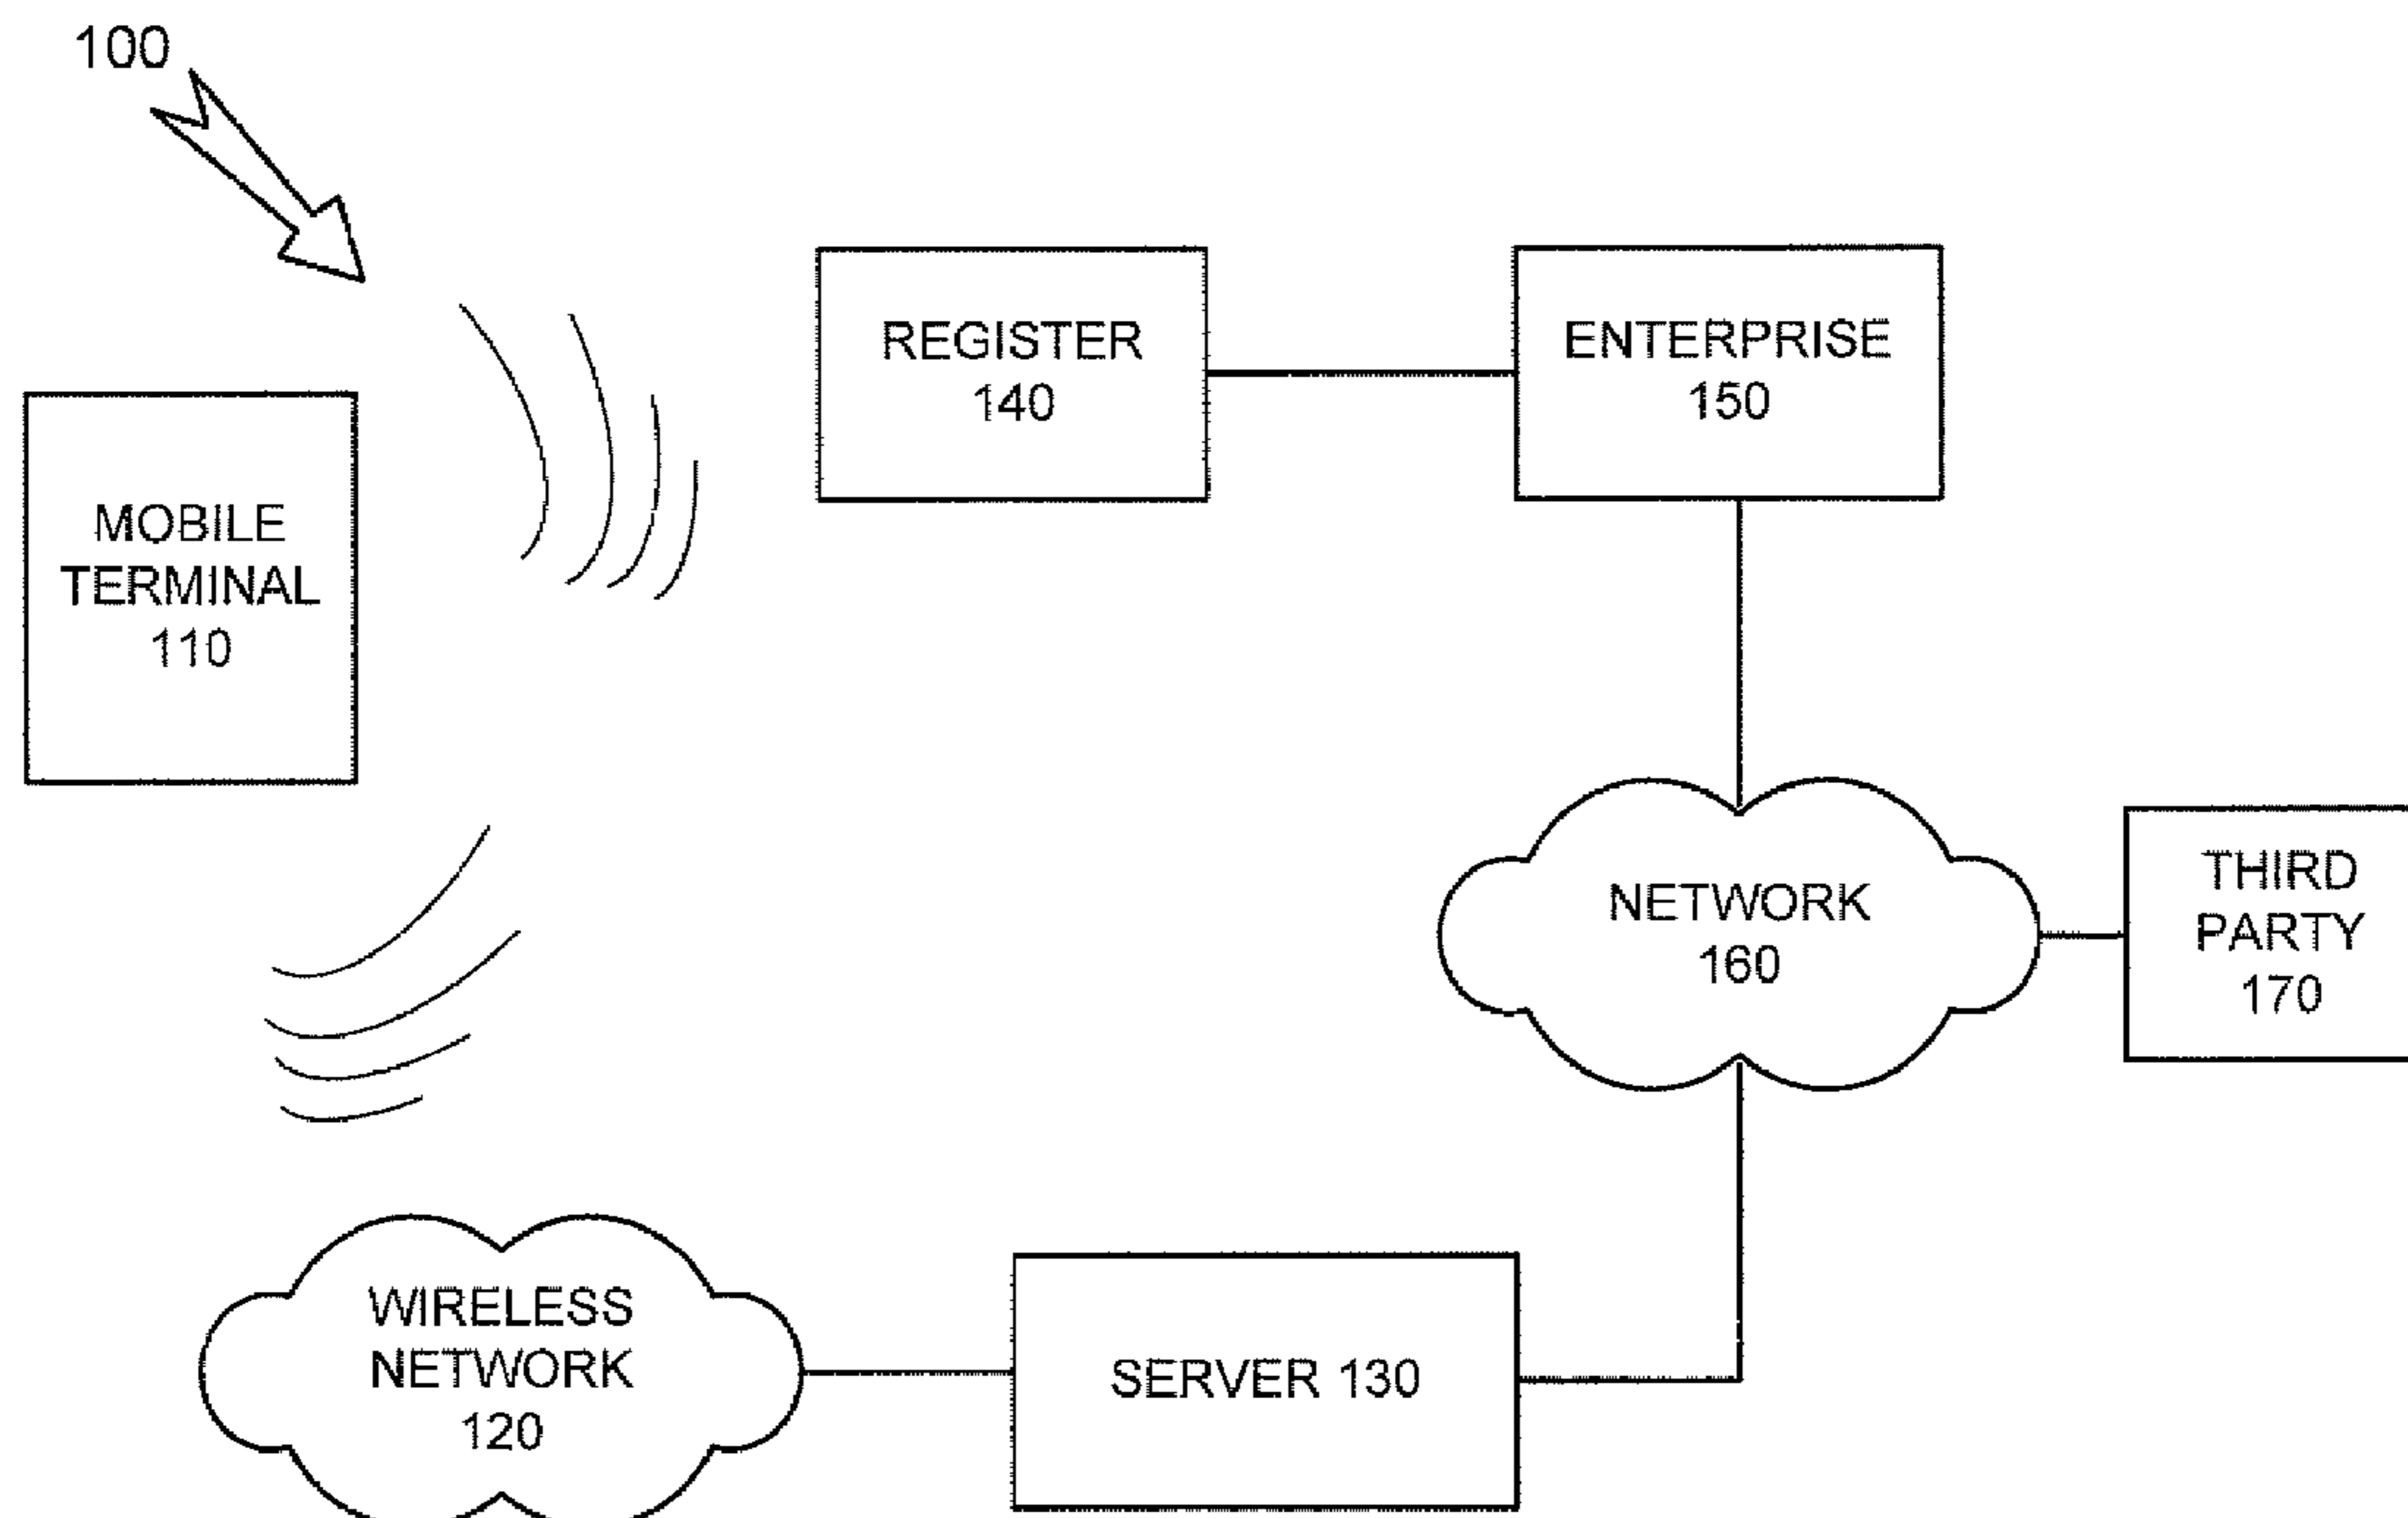 100
REGISTER
140
ENTERPRISE
150
MOBILE
TERMINAL
110
NETWORK
160
THIRD
PARTY
170
WIRELESS
NETWORK
120
SERVER 130